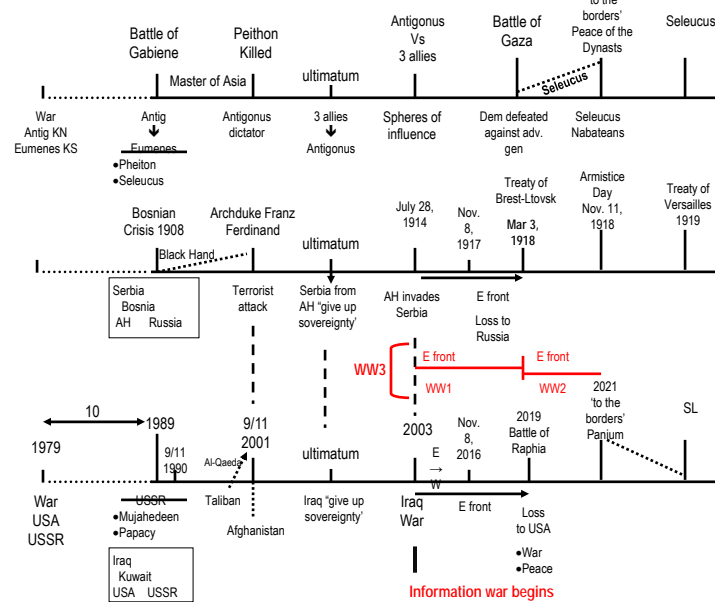 to the
borders'
Peace of the
Dynasts
Antigonus
Vs
3 allies
Battle of
Gabiene
Peithon
Killed
Battle of
Gaza
Seleucus
Master of Asia
ultimatum
Seleucus
War
Antig KN
Eumenes KS
Antig
Eumenes
●Pheiton
●Seleucus
Antigonus
dictator
3 allies
Antigonus
Spheres of
influence
Dem defeated
against adv.
gen
Seleucus
Nabateans
Bosnian
Crisis 1908
Archduke Franz
Ferdinand
ultimatum
July 28,
1914
Nov.
8,
1917
Treaty of
Brest-Ltovsk
Mar 3,
1918
Armistice
Day
Nov. 11,
1918
Treaty of
Versailles
1919
Black Hand
Serbia
Bosnia
AH Russia
Terrorist
attack
Serbia from
AH “give up
sovereignty’
AH invades
Serbia
E front
Loss to
Russia
WW3
E front
E front
WW1
WW2
10
1979
1989
9/11
1990
9/11
2001
Al-Qaeda
ultimatum
2003
Nov.
8,
2016
2019
Battle of
Raphia
2021
‘to the
borders’
Panium
SL
E
→
W
War
USA
USSR
USSR
●Mujahedeen
●Papacy
Taliban
Afghanistan
Iraq “give up
sovereignty’
Iraq
War
E front
Loss
to USA
●War
●Peace
Iraq
Kuwait
USA USSR
Information war begins